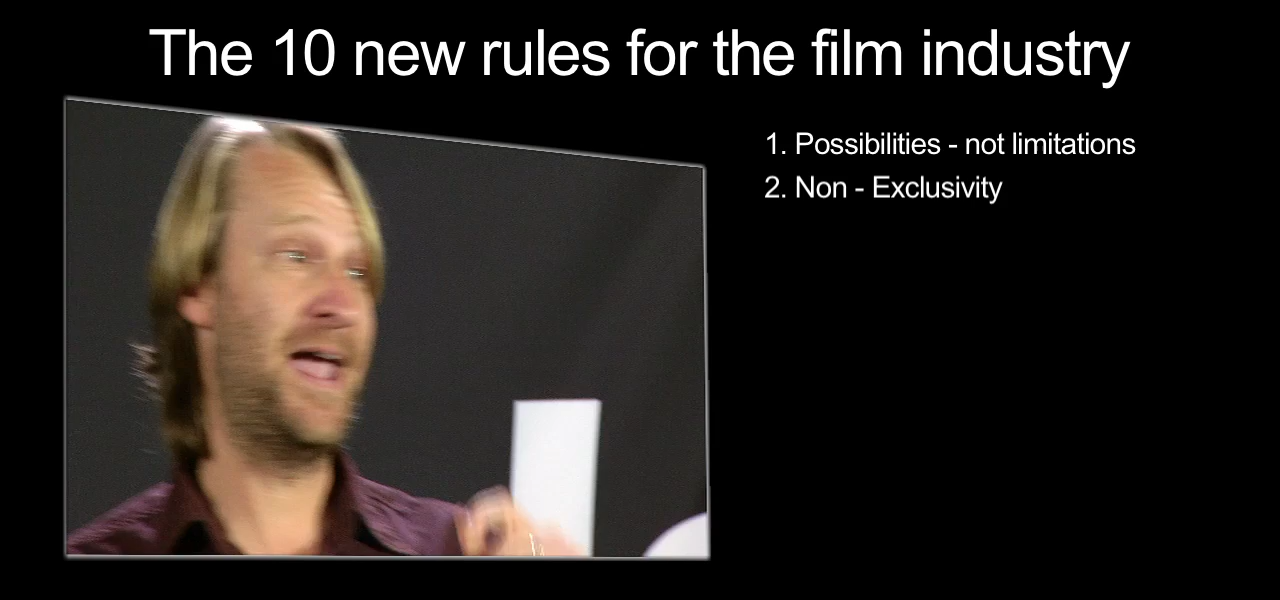 The 10 new rules for the film industry
1. Possibilities - not limitations
2. Non - Exclusivity